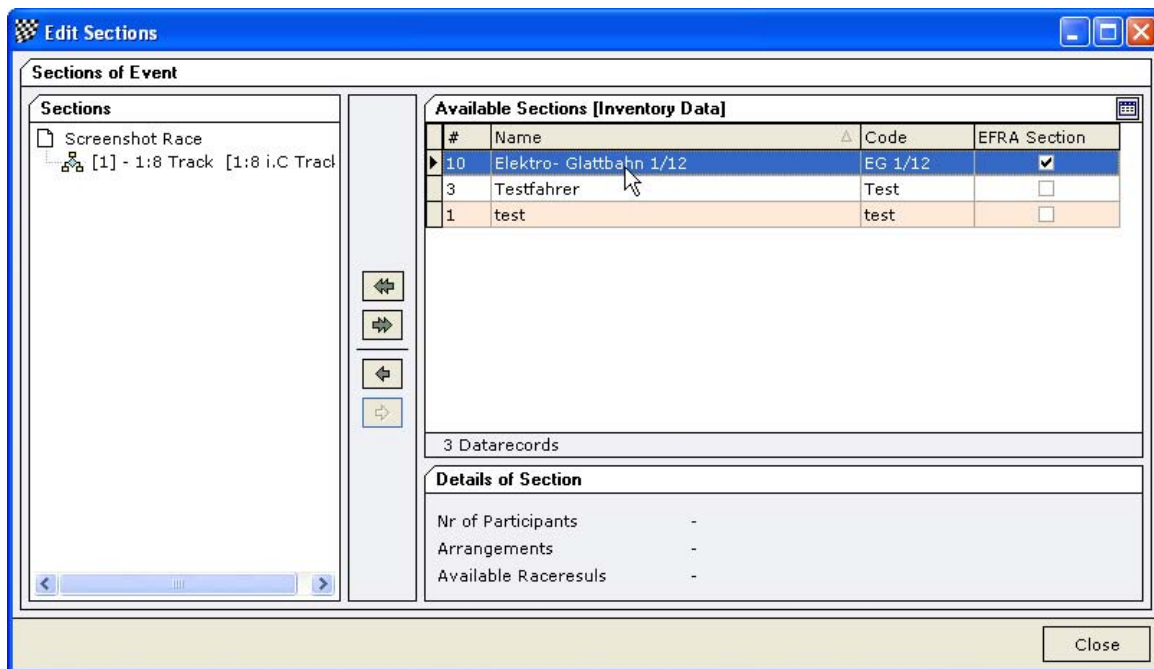 Edit Sections
Sections of Event
Sections
Screenshot Race
[1] - 1:8 Track [1:8 i.C Track
Available Sections [Inventory Data]
# Name Code EFRA Section
10 Elektro- Glattbahn 1/12 EG 1/12
3 Testfahrer Test
1 test test
3 Datarecords
Details of Section
Nr of Participants -
Arrangements -
Available Raceresuls -
Close